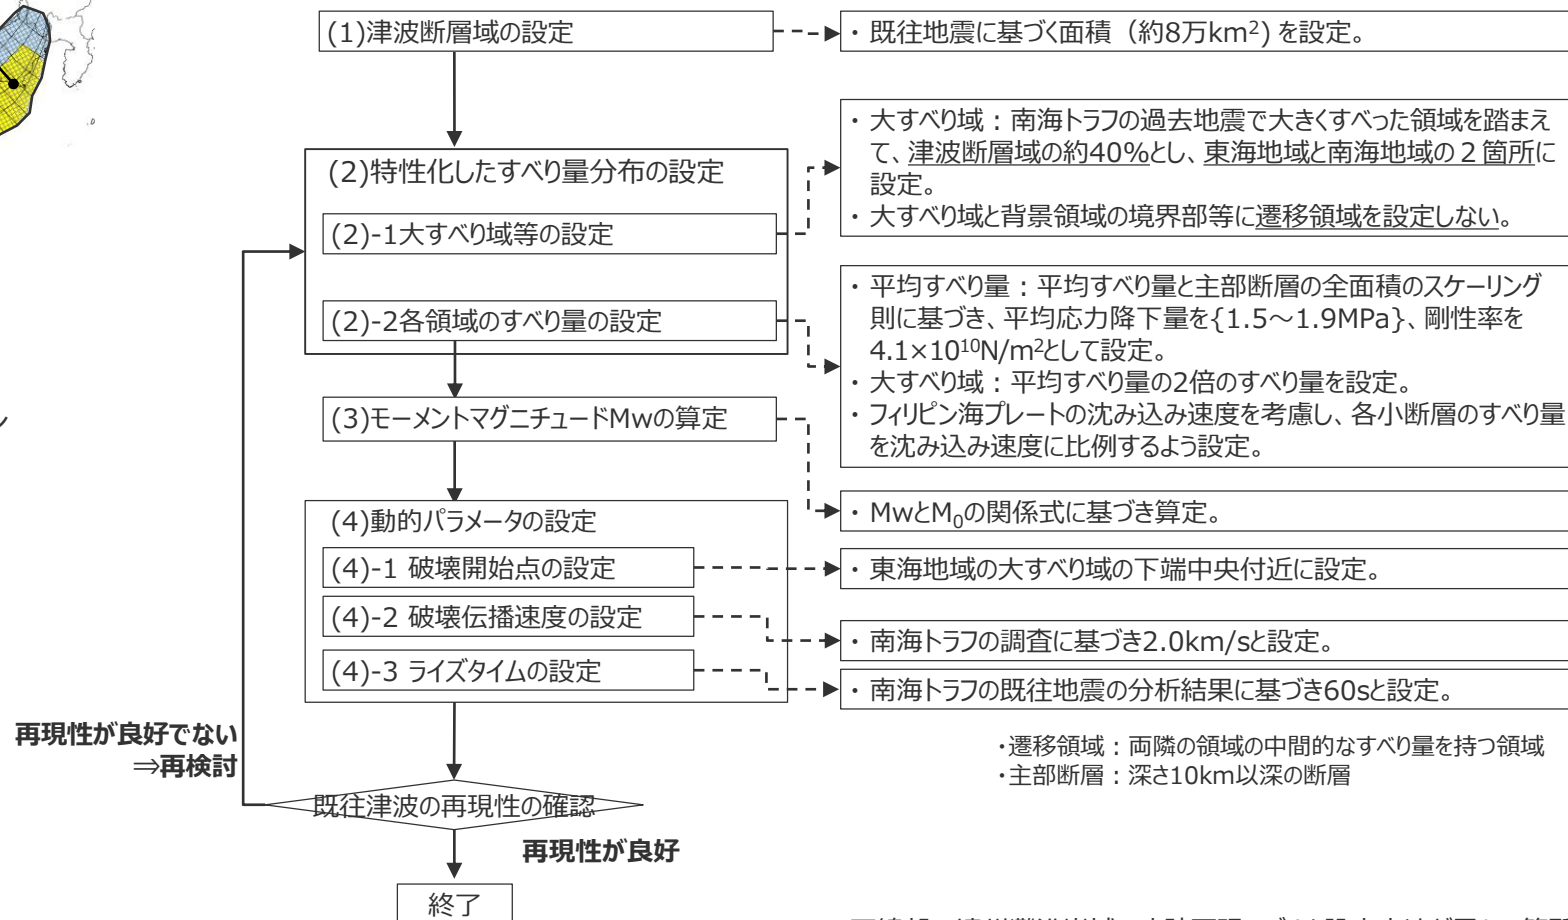 (1)津波断層域の設定
・既往地震に基づく面積（約8万km²) を設定。
(2)特性化したすべり量分布の設定
(2)-1大すべり域等の設定
・大すべり域：南海トラフの過去地震で大きくすべった領域を踏まえ
て、津波断層域の約40%とし、東海地域と南海地域の２箇所に
設定。
・大すべり域と背景領域の境界部等に遷移領域を設定しない。
(2)-2各領域のすべり量の設定
・平均すべり量：平均すべり量と主部断層の全面積のスケーリング
則に基づき、平均応力降下量を{1.5～1.9MPa}、剛性率を
4.1×10¹⁰N/m²として設定。
・大すべり域：平均すべり量の2倍のすべり量を設定。
・フィリピン海プレートの沈み込み速度を考慮し、各小断層のすべり量
を沈み込み速度に比例するよう設定。
(3)モーメントマグニチュードMwの算定
・MwとM₀の関係式に基づき算定。
(4)動的パラメータの設定
(4)-1 破壊開始点の設定
・東海地域の大すべり域の下端中央付近に設定。
(4)-2 破壊伝播速度の設定
・南海トラフの調査に基づき2.0km/sと設定。
(4)-3 ライズタイムの設定
・南海トラフの既往地震の分析結果に基づき60sと設定。
・遷移領域：両隣の領域の中間的なすべり量を持つ領域
・主部断層：深さ10km以深の断層
再現性が良好でない
⇒再検討
既往津波の再現性の確認
再現性が良好
終了